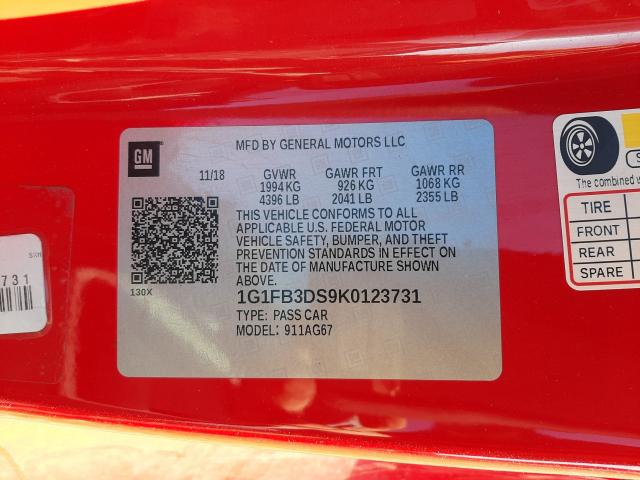 GM
MFD BY GENERAL MOTORS LLC
11/18 GVWR GAWR FRT GAWR RR
1994 KG 926 KG 1068 KG
4396 LB 2041 LB 2355 LB
THIS VEHICLE CONFORMS TO ALL
APPLICABLE U.S. FEDERAL MOTOR
VEHICLE SAFETY, BUMPER, AND THEFT
PREVENTION STANDARDS IN EFFECT ON
THE DATE OF MANUFACTURE SHOWN
ABOVE.
130X
1G1FB3DS9K0123731
TYPE: PASS CAR
MODEL: 911AG67
731
The combined w
TIRE
FRONT
REAR
SPARE